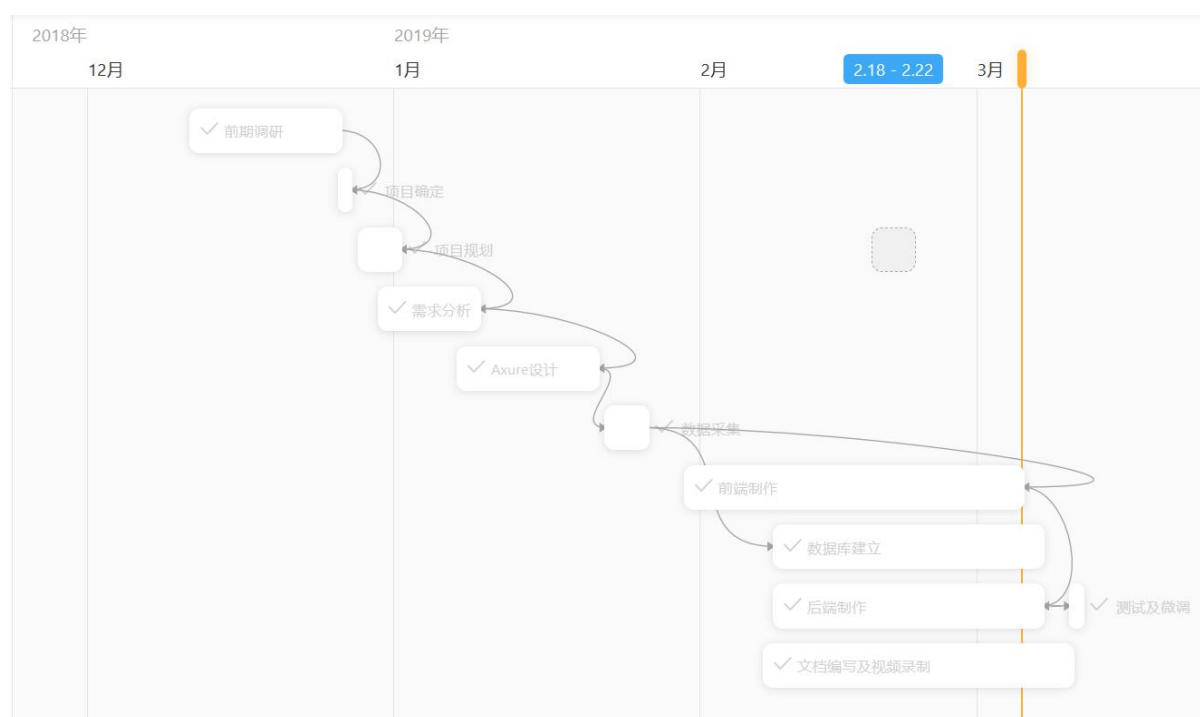 2018年 2019年
12月 1月 2月 2.18 - 2.22 3月
前期调研
项目确定
项目规划
需求分析
Axure设计
数据采集
前端制作
数据库建立
后端制作 测试及微调
文档编写及视频录制